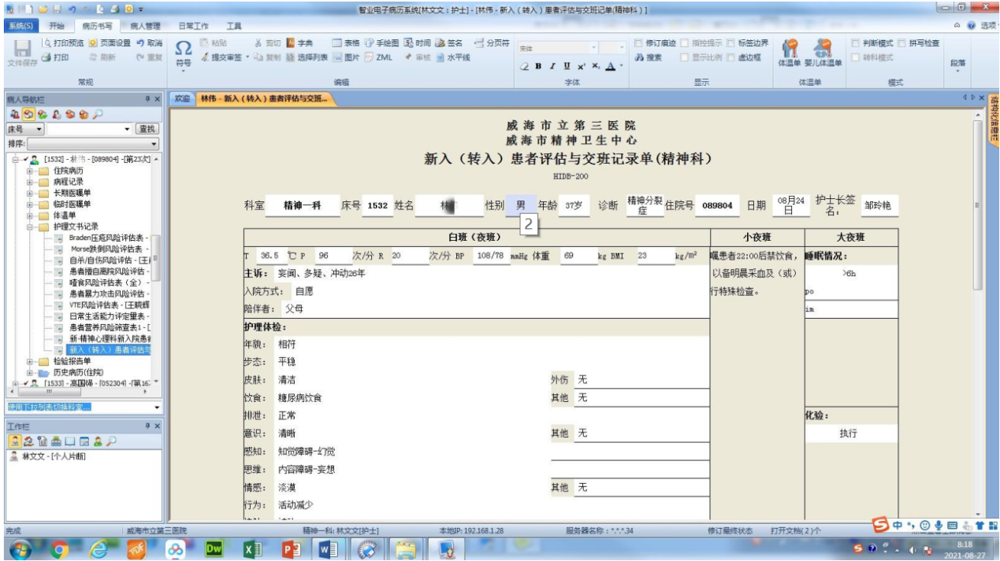 智业电子病历系统[林文文：护士] - [林伟 - 新入（转入）患者评估与交班记单(精神科)]
系统(S) 开始 病历书写 病人管理 日常工作 工具 选项
文件保存 打印预览 页面设置 取消
打印 刷新 重复
常规
符号 粘贴 剪切 字典 表格 手绘图 时间 签名 分页符
提交审签 复制 选择列表 图片 ZML 审核 水平线
编辑
宋体
B I U x² X₂ A
字体
修订痕迹 指控提示 标签边界
搜索 显示比例 虚边框
显示
体温单 婴儿体温单
体温单
判断模式 拼写检查
转科模式
模式
段落
病人导航栏
床号 查找
排序:
[1532] - 林伟 - [089804] -[第23次]
住院病历
病程记录
长期医嘱单
临时医嘱单
体温单
护理文书记录
Braden压疮风险评估表 -
Morse跌倒风险评估表 -
自杀/自伤风险评估 - [王
患者擅自离院风险评估 -
噎食风险评估表（全） -
患者暴力攻击风险评估 -
VTE风险评估表 - [王晓辉
日常生活能力评定量表 -
患者营养风险筛查表1 - [
新-精神心理科新入院患者
新入（转入）患者评估与
检验报告单
历史病历(住院)
[1533] - 高国 - [052304] -[第16
使用下拉列表切换科室...
工作栏
林文文 - [个人片断]
欢迎 林伟 - 新入（转入）患者评估与交班...
结构化信息栏
威海市立第三医院
威海市精神卫生中心
新入（转入）患者评估与交班记录单(精神科)
HIDB-200
科室 精神一科 床号 1532 姓名 林 性别 男 年龄 37岁 诊断 精神分裂症 住院号 089804 日期 08月24日 护士长签名： 邹玲艳
2
白班（夜班） 小夜班 大夜班
T 36.5 ℃ P 96 次/分 R 20 次/分 BP 108/78 mmHg 体重 69 kg BMI 23 kg/m²
主诉： 妄闻、多疑、冲动26年
入院方式： 自愿
陪伴者： 父母
嘱患者22:00后禁饮食，
以备明晨采血及（或）
行特殊检查。
睡眠情况：
>6h
po
im
护理体检：
年貌： 相符
步态： 平稳
皮肤： 清洁 外伤 无
饮食： 糖尿病饮食 其他 无
排泄： 正常
化验：
意识： 清晰 其他 无
执行
感知： 知觉障碍-幻觉
思维： 内容障碍-妄想
情感： 淡漠 其他 无
行为： 活动减少
完成 威海市立第三医院 精神一科: 林文文[护士] 本地IP: 192.168.1.28 服务器名称：*.*.*.34 修订最终状态 打开文档( 2 )个
中
8:18
2021-08-27